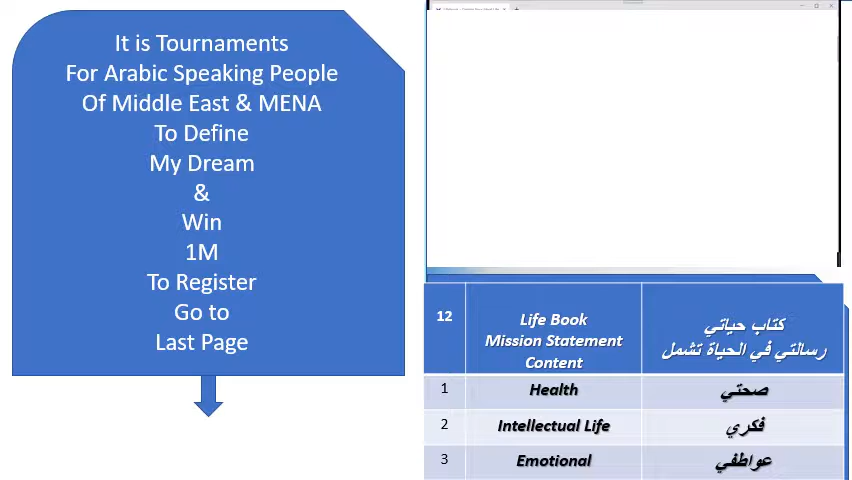 It is Tournaments
For Arabic Speaking People
Of Middle East & MENA
To Define
My Dream
&
Win
1M
To Register
Go to
Last Page
12
Life Book
Mission Statement
Content
كتاب حياتي
رسالتي في الحياة تشمل
1 Health صحتي
2 Intellectual Life فكري
3 Emotional عواطفي